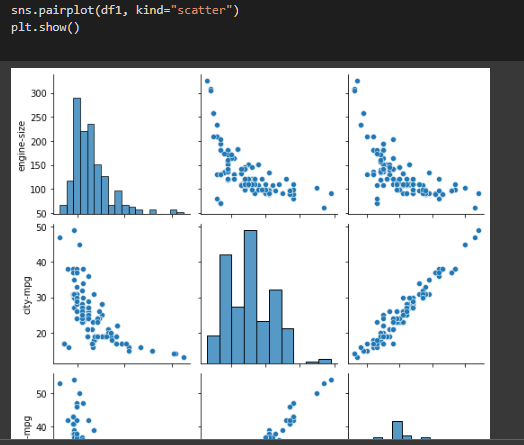 sns.pairplot(df1, kind="scatter")
plt.show()
300
250
200
150
100
50
engine-size
50
40
30
20
city-mpg
50
40
-mpg